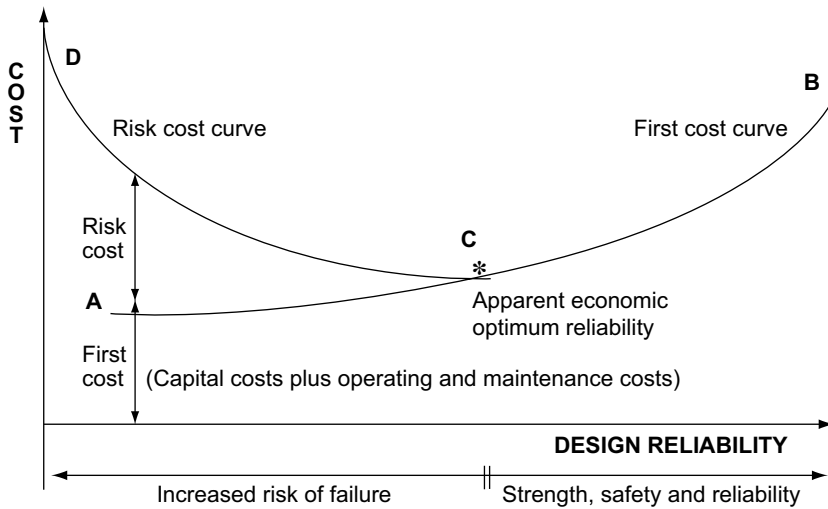 COST
D
B
Risk cost curve
First cost curve
Risk
cost
C
*
A
Apparent economic
optimum reliability
First
cost
(Capital costs plus operating and maintenance costs)
DESIGN RELIABILITY
Increased risk of failure
Strength, safety and reliability